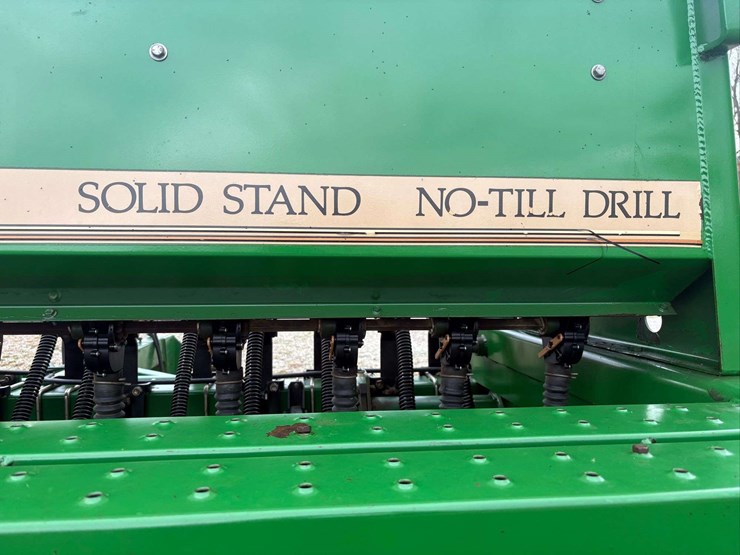 SOLID STAND NO-TILL DRILL